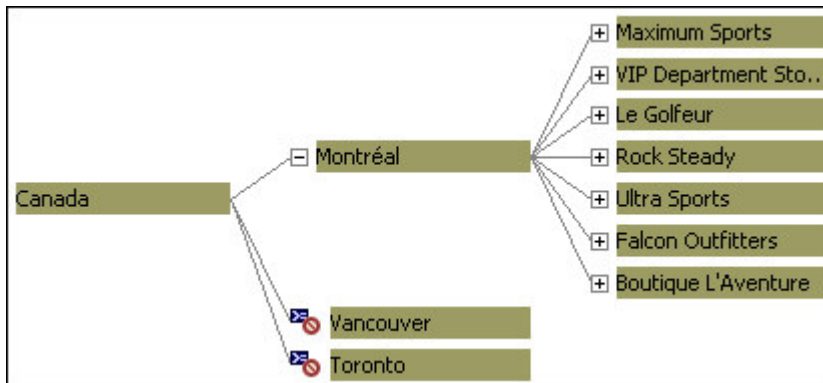 Maximum Sports
VIP Department Sto..
Le Golfeur
Montréal
Rock Steady
Canada
Ultra Sports
Falcon Outfitters
Boutique L'Aventure
Vancouver
Toronto